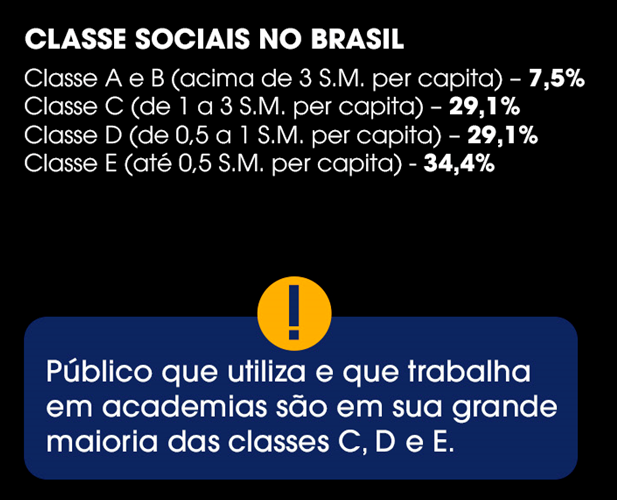 CLASSE SOCIAIS NO BRASIL
Classe A e B (acima de 3 S.M. per capita) – 7,5%
Classe C (de 1 a 3 S.M. per capita) – 29,1%
Classe D (de 0,5 a 1 S.M. per capita) – 29,1%
Classe E (até 0,5 S.M. per capita) - 34,4%
!
Público que utiliza e que trabalha
em academias são em sua grande
maioria das classes C, D e E.